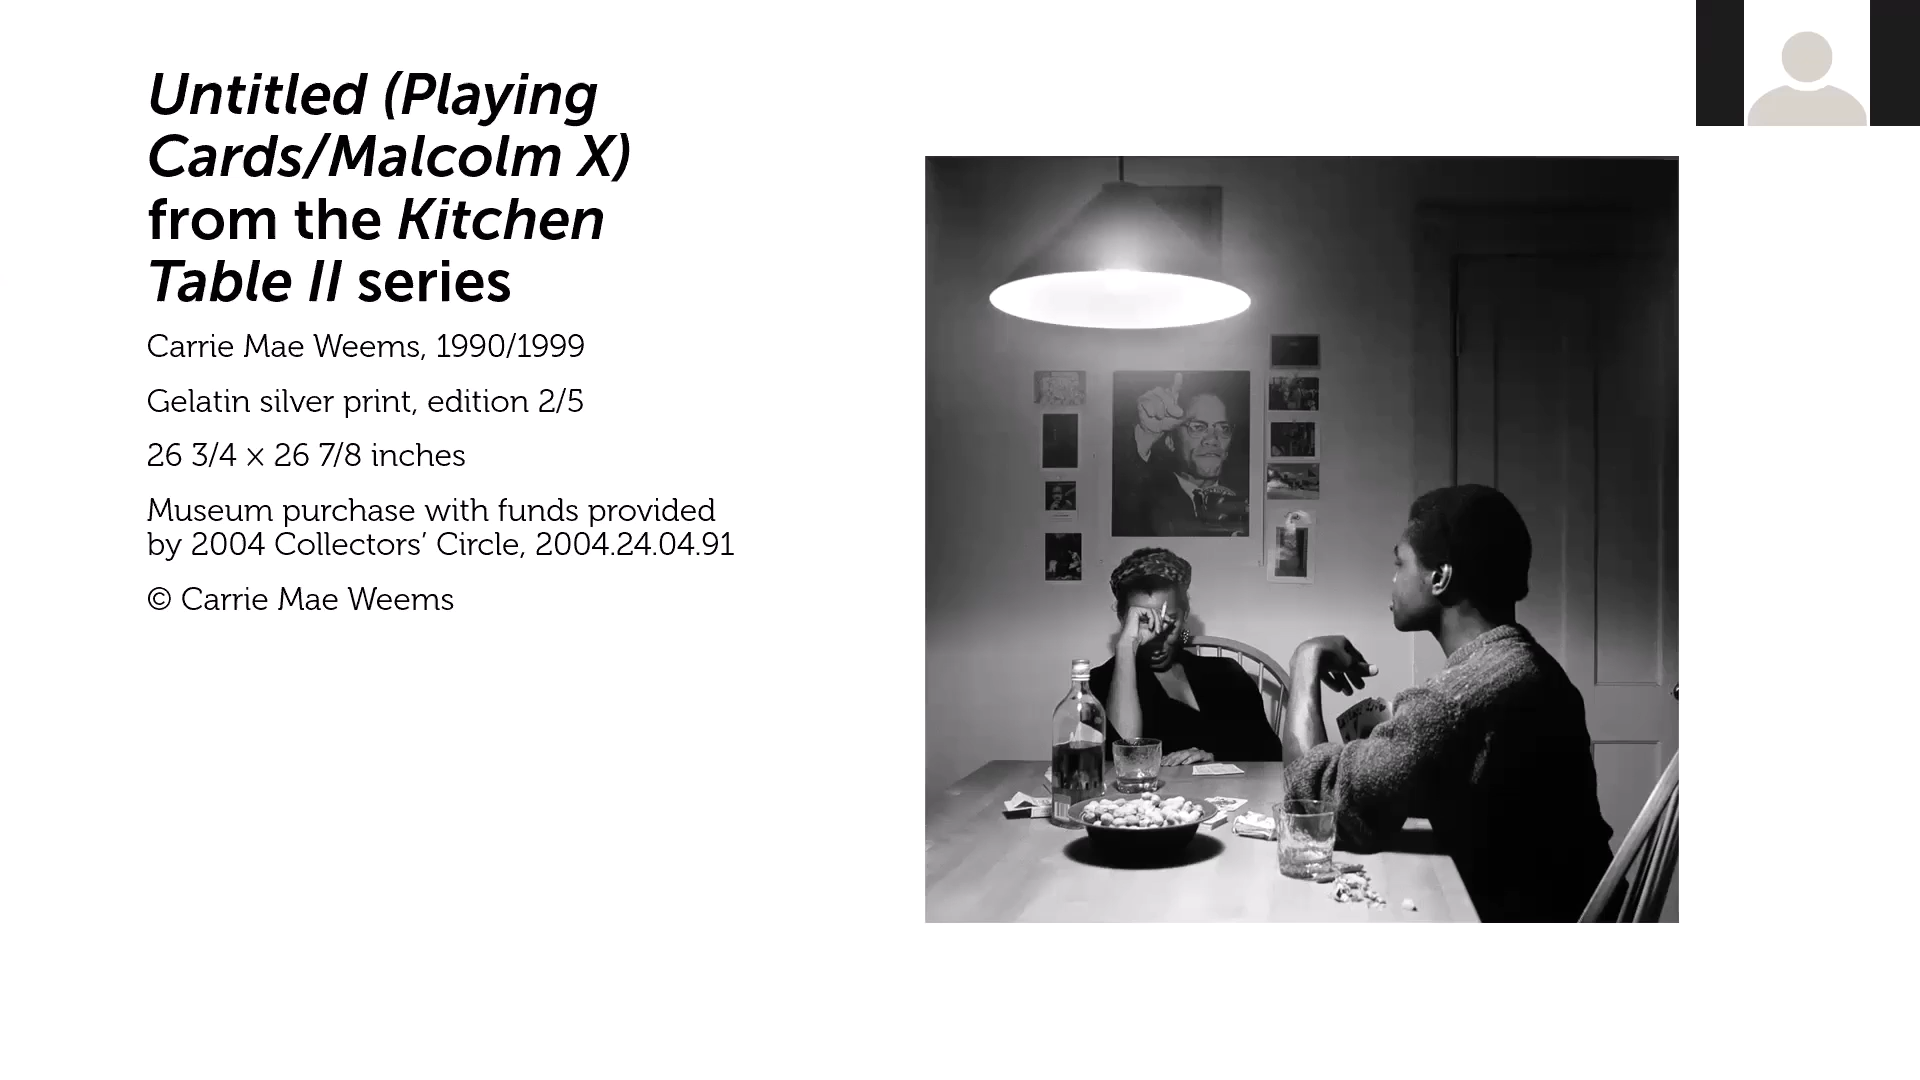 Untitled (Playing
Cards/Malcolm X)
from the Kitchen
Table II series
Carrie Mae Weems, 1990/1999
Gelatin silver print, edition 2/5
26 3/4 × 26 7/8 inches
Museum purchase with funds provided
by 2004 Collectors’ Circle, 2004.24.04.91
© Carrie Mae Weems